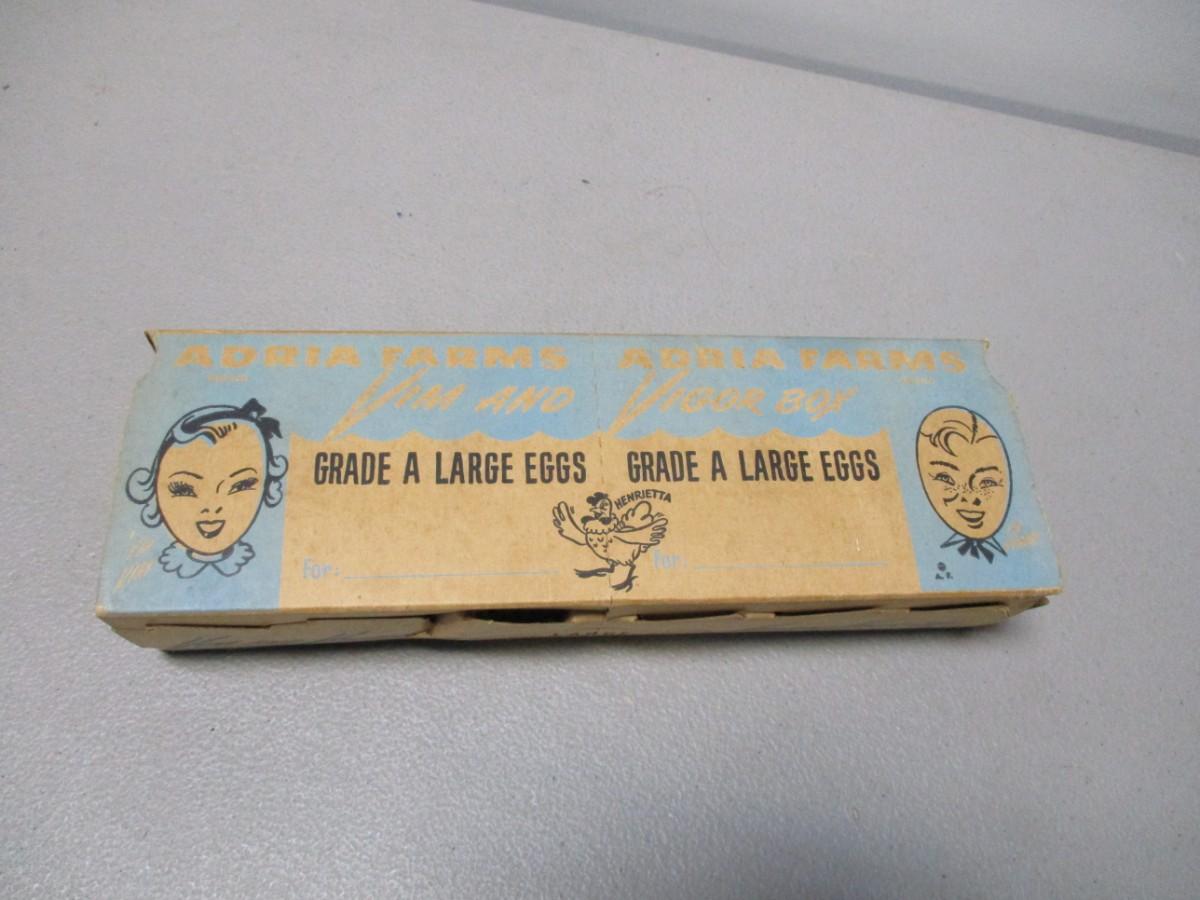 ADRIA FARMS ADRIA FARMS
VIM AND VIGOR BOX
GRADE A LARGE EGGS GRADE A LARGE EGGS
HENRIETTA
For: For:
A. F.